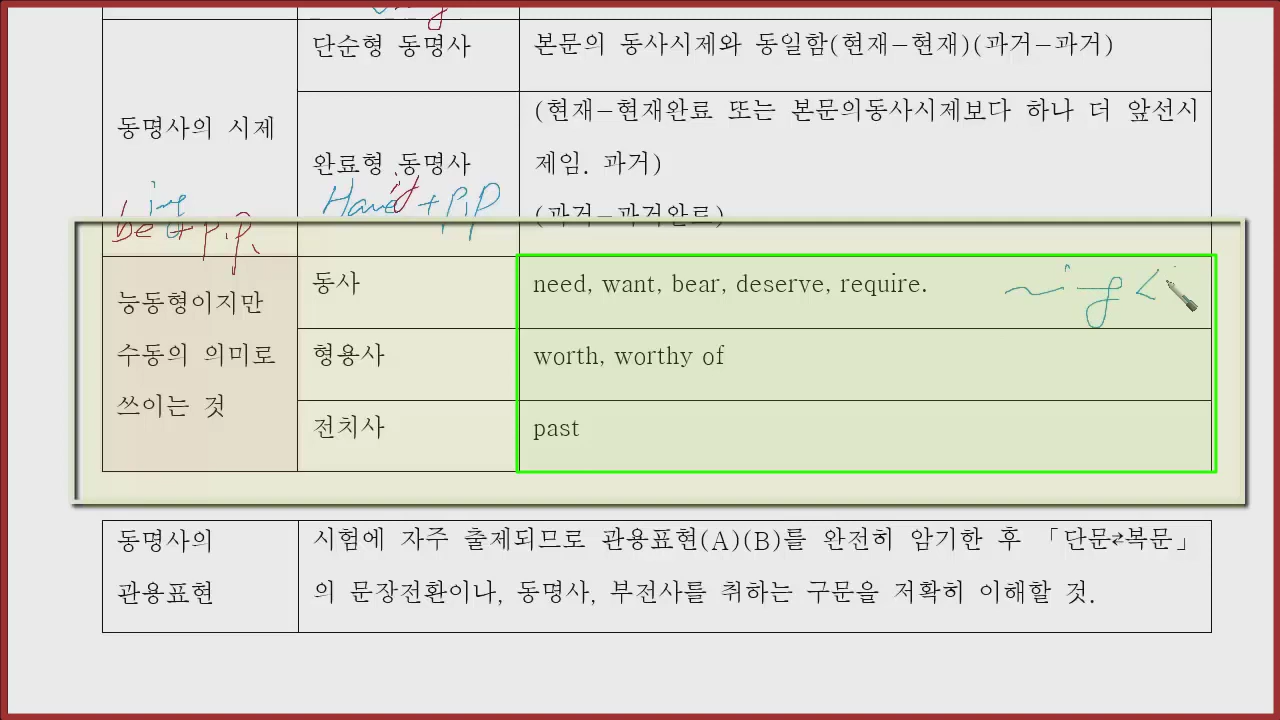 단순형 동명사
본문의 동사시제와 동일함(현재-현재)(과거-과거)
동명사의 시제
완료형 동명사
(현재-현재완료 또는 본문의동사시제보다 하나 더 앞선시
제임. 과거)
(과거-과거완료)
ing
be + P.P.
ing
Have + P.P
능동형이지만
수동의 의미로
쓰이는 것
동사
need, want, bear, deserve, require.
~ing <
형용사
worth, worthy of
전치사
past
동명사의
관용표현
시험에 자주 출제되므로 관용표현(A)(B)를 완전히 암기한 후 「단문⇄복문」
의 문장전환이나, 동명사, 부전사를 취하는 구문을 저확히 이해할 것.